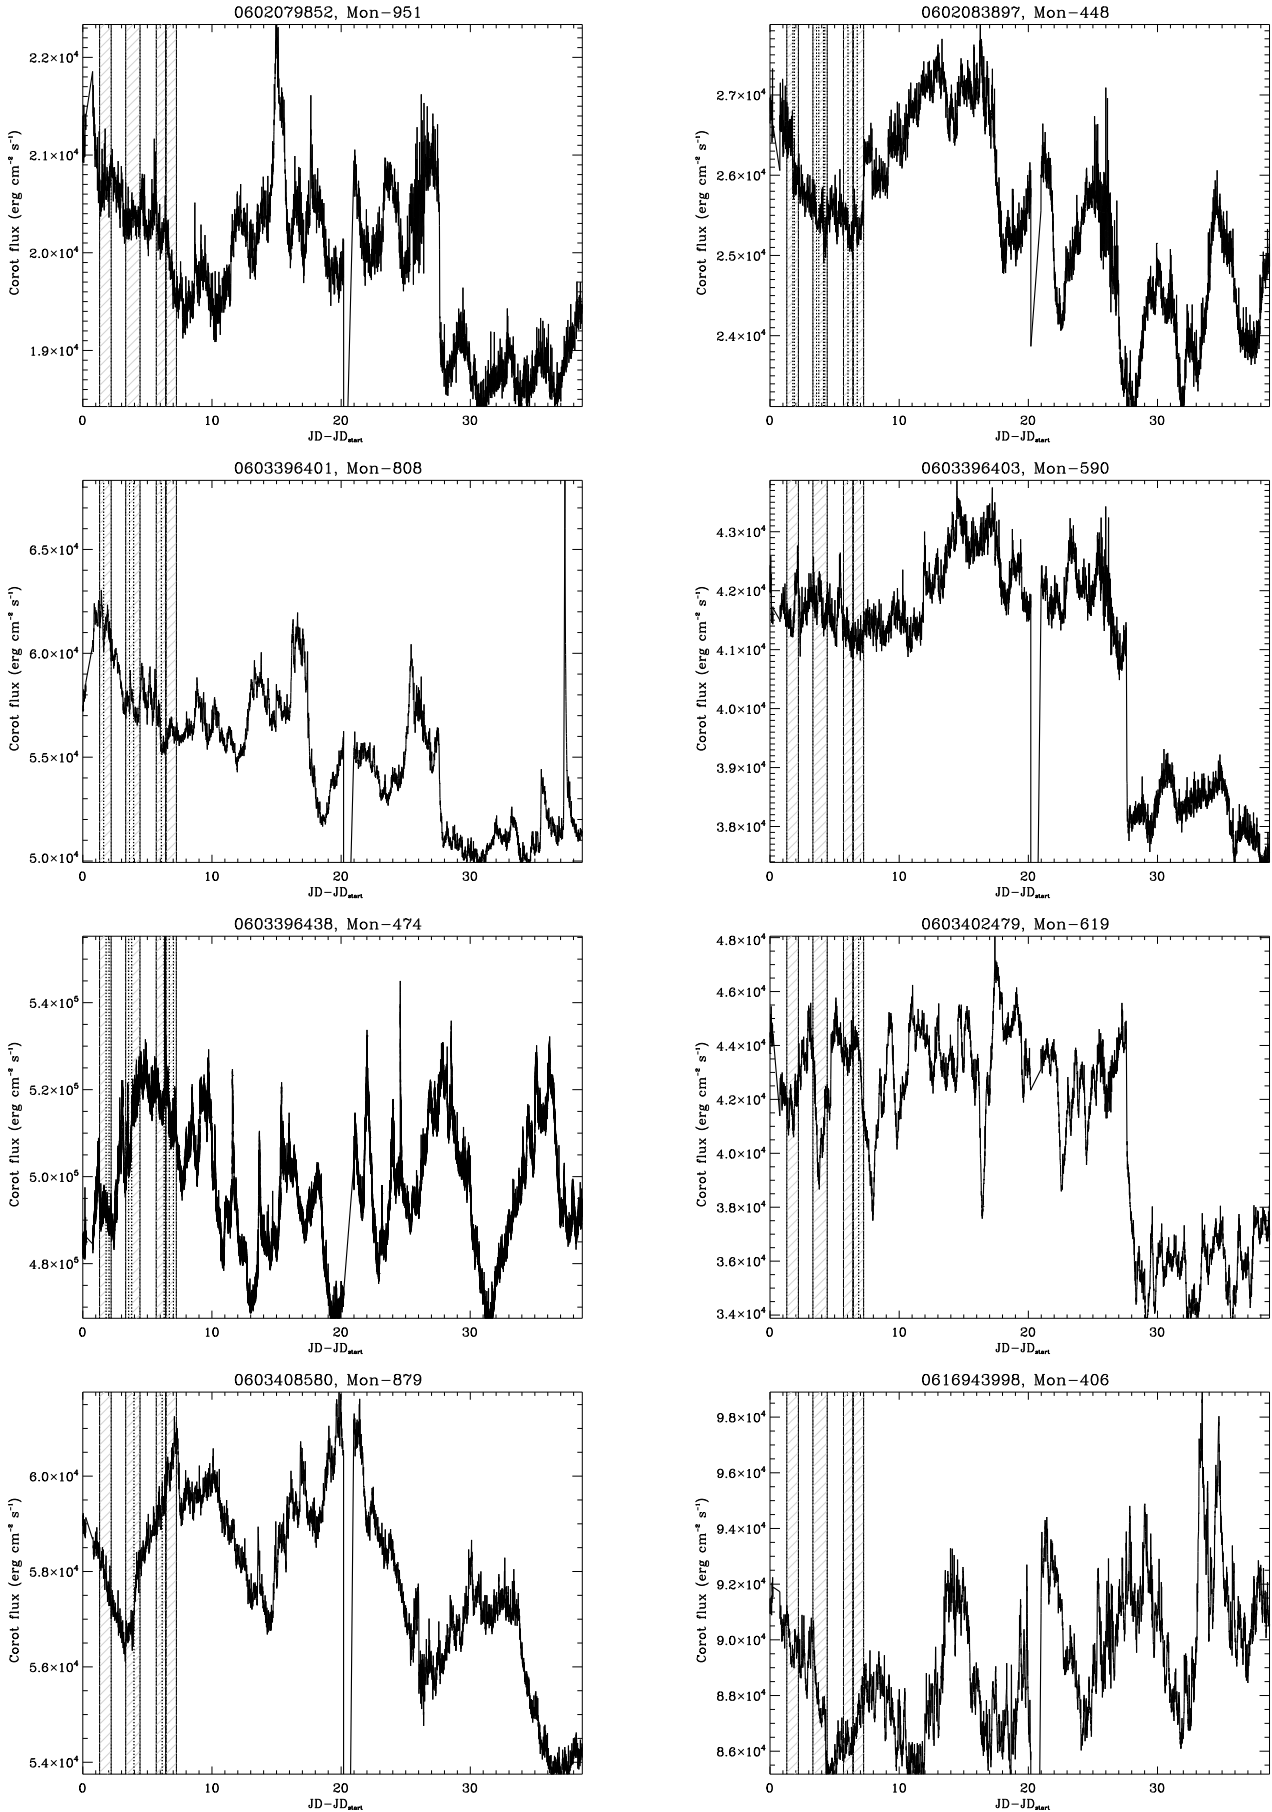 0602079852, Mon-951
Corot flux (erg cm⁻² s⁻¹)
2.2×10⁴
2.1×10⁴
2.0×10⁴
1.9×10⁴
0 10 20 30
JD-JDstart
0602083897, Mon-448
Corot flux (erg cm⁻² s⁻¹)
2.7×10⁴
2.6×10⁴
2.5×10⁴
2.4×10⁴
0 10 20 30
JD-JDstart
0603396401, Mon-808
Corot flux (erg cm⁻² s⁻¹)
6.5×10⁴
6.0×10⁴
5.5×10⁴
5.0×10⁴
0 10 20 30
JD-JDstart
0603396403, Mon-590
Corot flux (erg cm⁻² s⁻¹)
4.3×10⁴
4.2×10⁴
4.1×10⁴
4.0×10⁴
3.9×10⁴
3.8×10⁴
0 10 20 30
JD-JDstart
0603396438, Mon-474
Corot flux (erg cm⁻² s⁻¹)
5.4×10⁵
5.2×10⁵
5.0×10⁵
4.8×10⁵
0 10 20 30
JD-JDstart
0603402479, Mon-619
Corot flux (erg cm⁻² s⁻¹)
4.8×10⁴
4.6×10⁴
4.4×10⁴
4.2×10⁴
4.0×10⁴
3.8×10⁴
3.6×10⁴
3.4×10⁴
0 10 20 30
JD-JDstart
0603408580, Mon-879
Corot flux (erg cm⁻² s⁻¹)
6.0×10⁴
5.8×10⁴
5.6×10⁴
5.4×10⁴
0 10 20 30
JD-JDstart
0616943998, Mon-406
Corot flux (erg cm⁻² s⁻¹)
9.8×10⁴
9.6×10⁴
9.4×10⁴
9.2×10⁴
9.0×10⁴
8.8×10⁴
8.6×10⁴
0 10 20 30
JD-JDstart